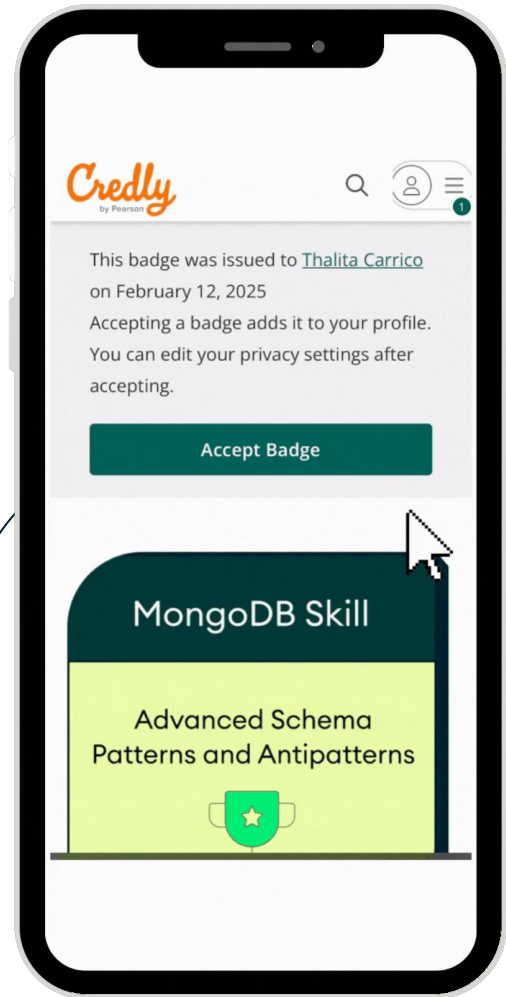 Credly
by Pearson
1
This badge was issued to Thalita Carrico
on February 12, 2025
Accepting a badge adds it to your profile.
You can edit your privacy settings after
accepting.
Accept Badge
MongoDB Skill
Advanced Schema
Patterns and Antipatterns